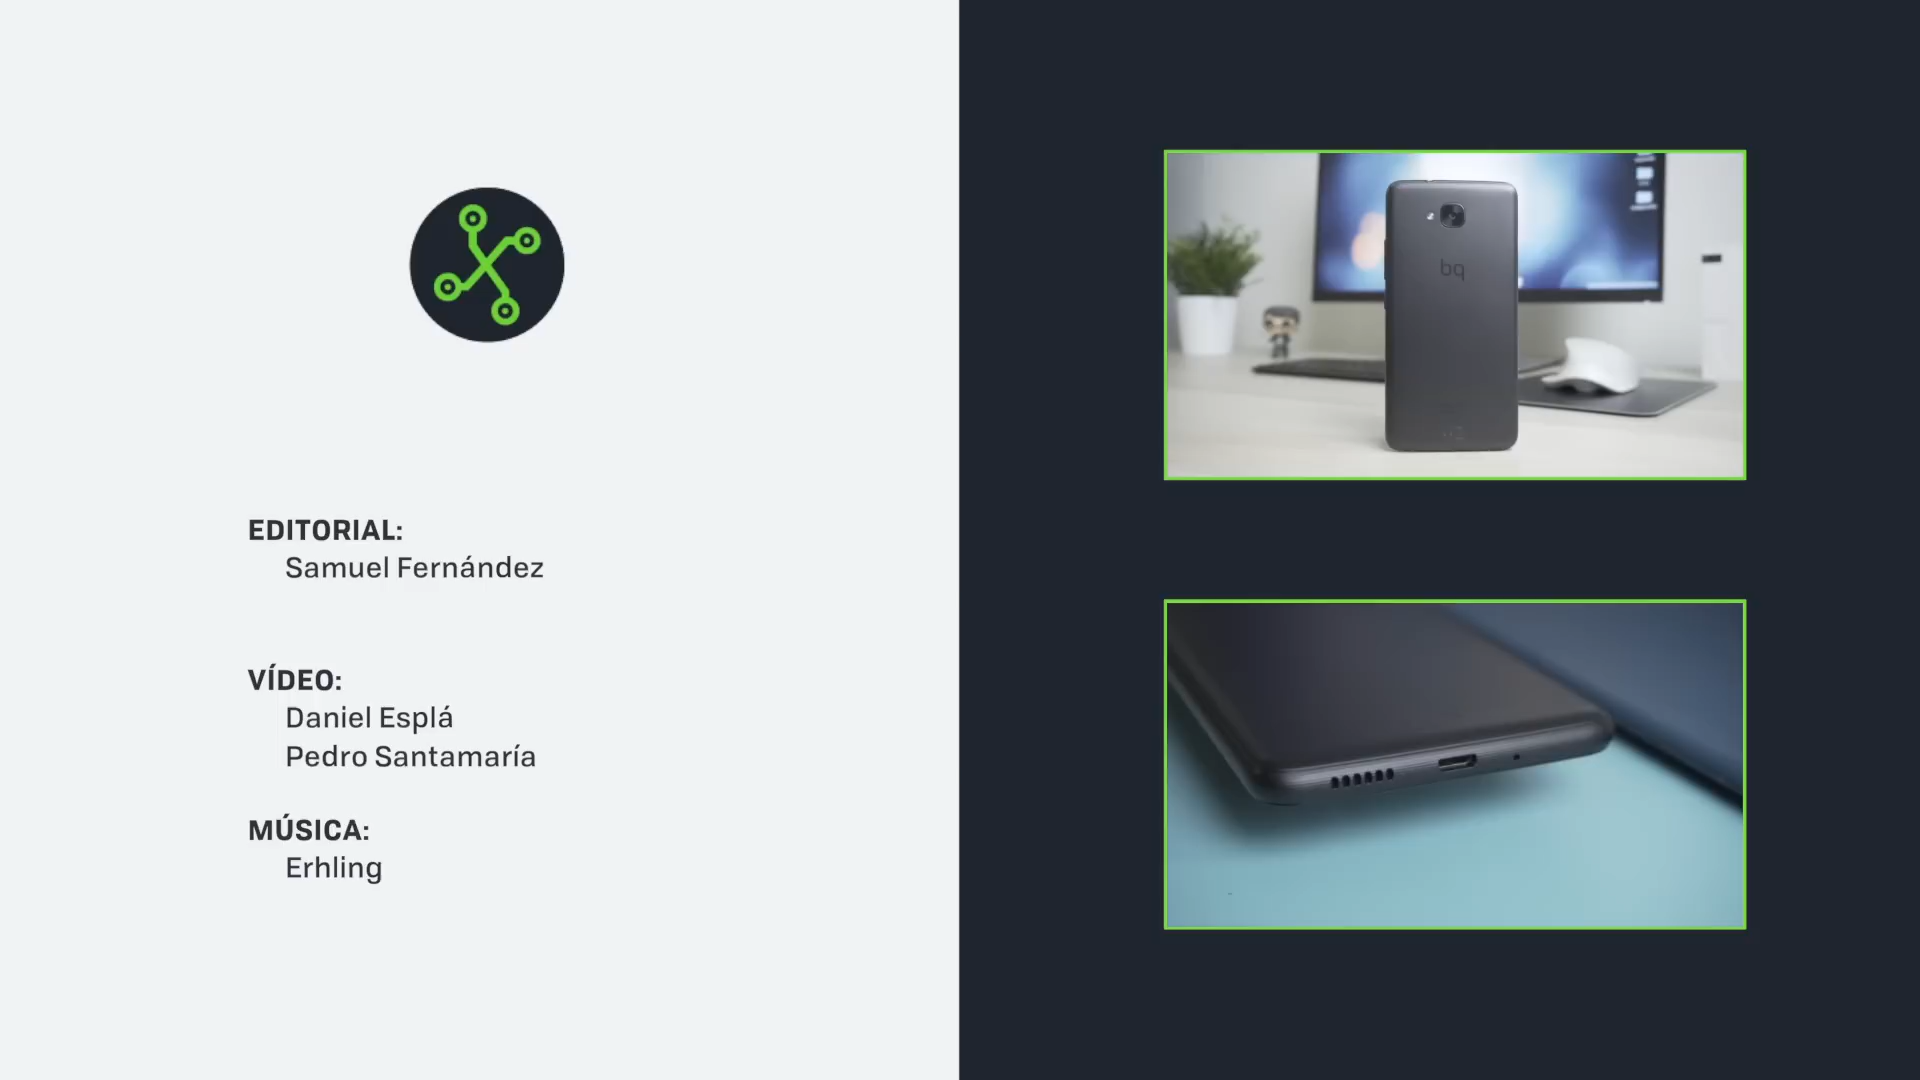 EDITORIAL:
Samuel Fernández
VÍDEO:
Daniel Esplá
Pedro Santamaría
MÚSICA:
Erhling
bq